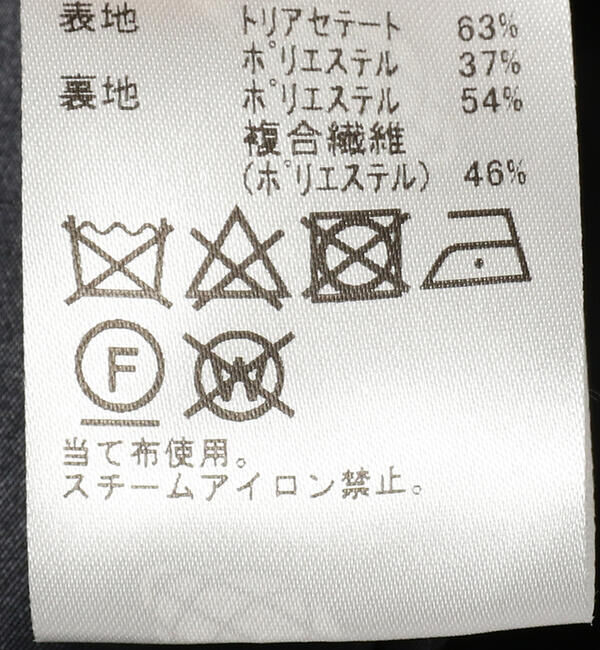 表地 トリアセテート 63%
ポリエステル 37%
裏地 ポリエステル 54%
複合繊維
(ポリエステル) 46%
F W
当て布使用。
スチームアイロン禁止。